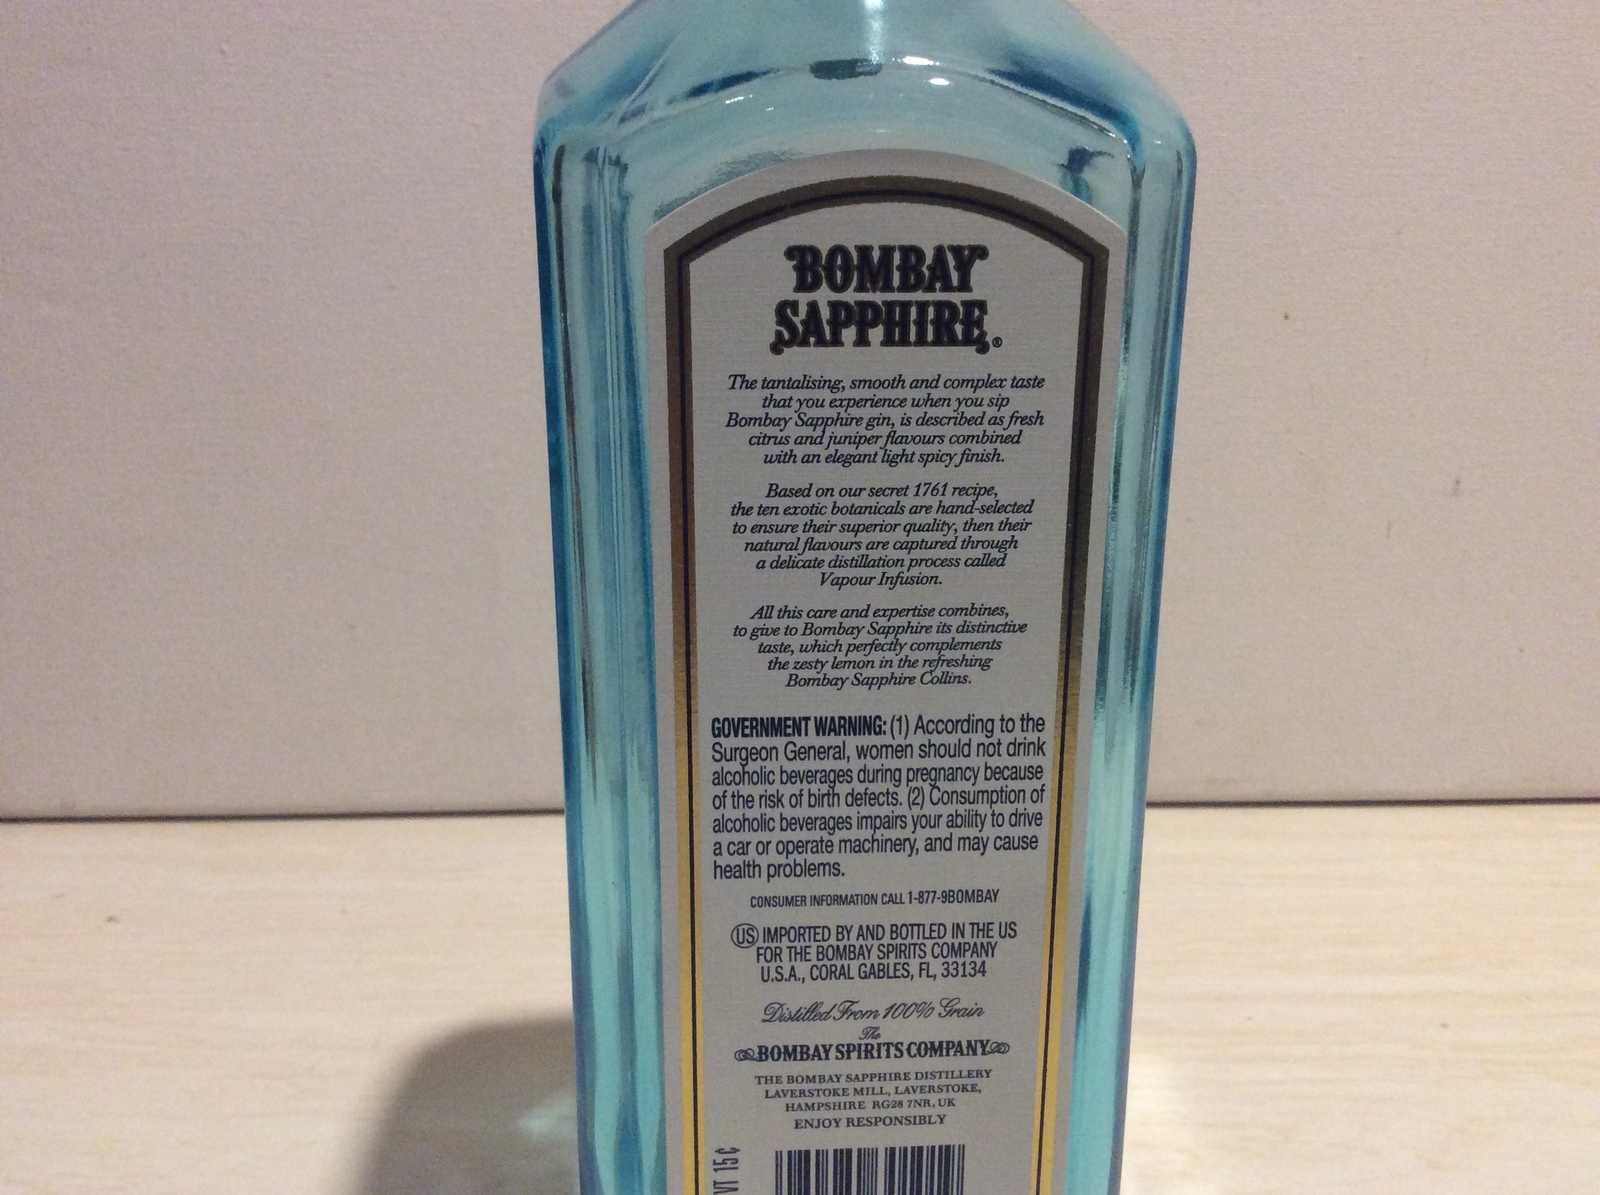 BOMBAY
SAPPHIRE®
The tantalising, smooth and complex taste
that you experience when you sip
Bombay Sapphire gin, is described as fresh
citrus and juniper flavours combined
with an elegant light spicy finish.
Based on our secret 1761 recipe,
the ten exotic botanicals are hand-selected
to ensure their superior quality, then their
natural flavours are captured through
a delicate distillation process called
Vapour Infusion.
All this care and expertise combines,
to give to Bombay Sapphire its distinctive
taste, which perfectly complements
the zesty lemon in the refreshing
Bombay Sapphire Collins.
GOVERNMENT WARNING: (1) According to the
Surgeon General, women should not drink
alcoholic beverages during pregnancy because
of the risk of birth defects. (2) Consumption of
alcoholic beverages impairs your ability to drive
a car or operate machinery, and may cause
health problems.
CONSUMER INFORMATION CALL 1-877-9BOMBAY
US IMPORTED BY AND BOTTLED IN THE US
FOR THE BOMBAY SPIRITS COMPANY
U.S.A., CORAL GABLES, FL, 33134
Distilled From 100% Grain
The
BOMBAY SPIRITS COMPANY
THE BOMBAY SAPPHIRE DISTILLERY
LAVERSTOKE MILL, LAVERSTOKE,
HAMPSHIRE RG28 7NR, UK
ENJOY RESPONSIBLY
VT 15¢